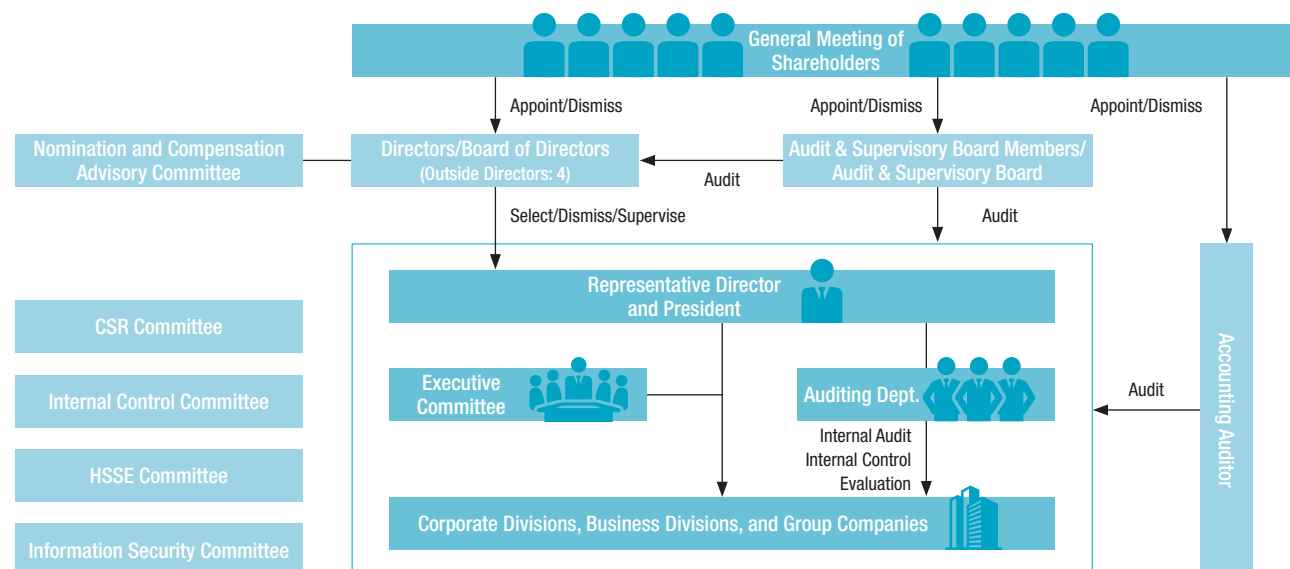 General Meeting of
Shareholders
Appoint/Dismiss
Appoint/Dismiss
Appoint/Dismiss
Nomination and Compensation
Advisory Committee
Directors/Board of Directors
(Outside Directors: 4)
Audit
Audit & Supervisory Board Members/
Audit & Supervisory Board
Select/Dismiss/Supervise
Audit
Representative Director
and President
CSR Committee
Executive
Committee
Auditing Dept.
Audit
Accounting Auditor
Internal Control Committee
Internal Audit
Internal Control
Evaluation
HSSE Committee
Corporate Divisions, Business Divisions, and Group Companies
Information Security Committee